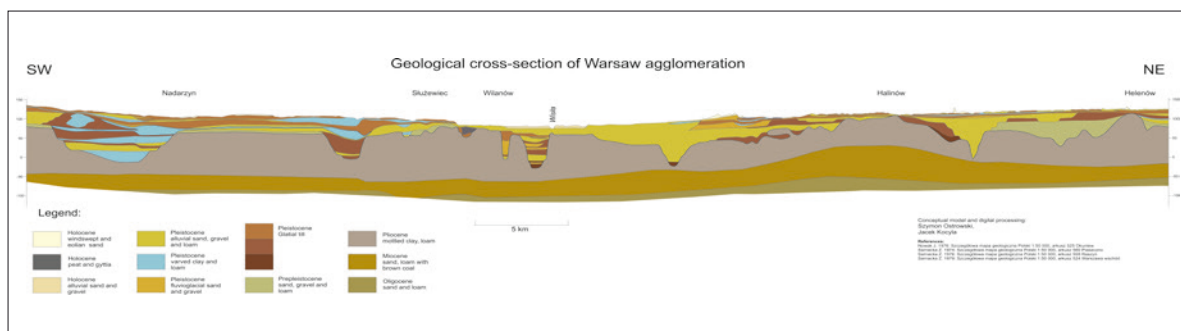 SW
Geological cross-section of Warsaw agglomeration
NE
Nadarzyn
Służewiec
Wilanów
Wisła
Halinów
Helenów
Legend:
Holocene
windswept and
eolian sand
Holocene
peat and gyttja
Holocene
alluvial sand and
gravel
Pleistocene
alluvial sand, gravel
and loam
Pleistocene
varved clay and
loam
Pleistocene
fluvioglacial sand
and gravel
Pleistocene
Glatial till
Prepleistocene
sand, gravel and
loam
Pliocene
mottled clay, loam
Miocene
sand, loam with
brown coal
Oligocene
sand and loam
5 km
Conceptual model and digital processing:
Szymon Ostrowski,
Jacek Kocyła
References: